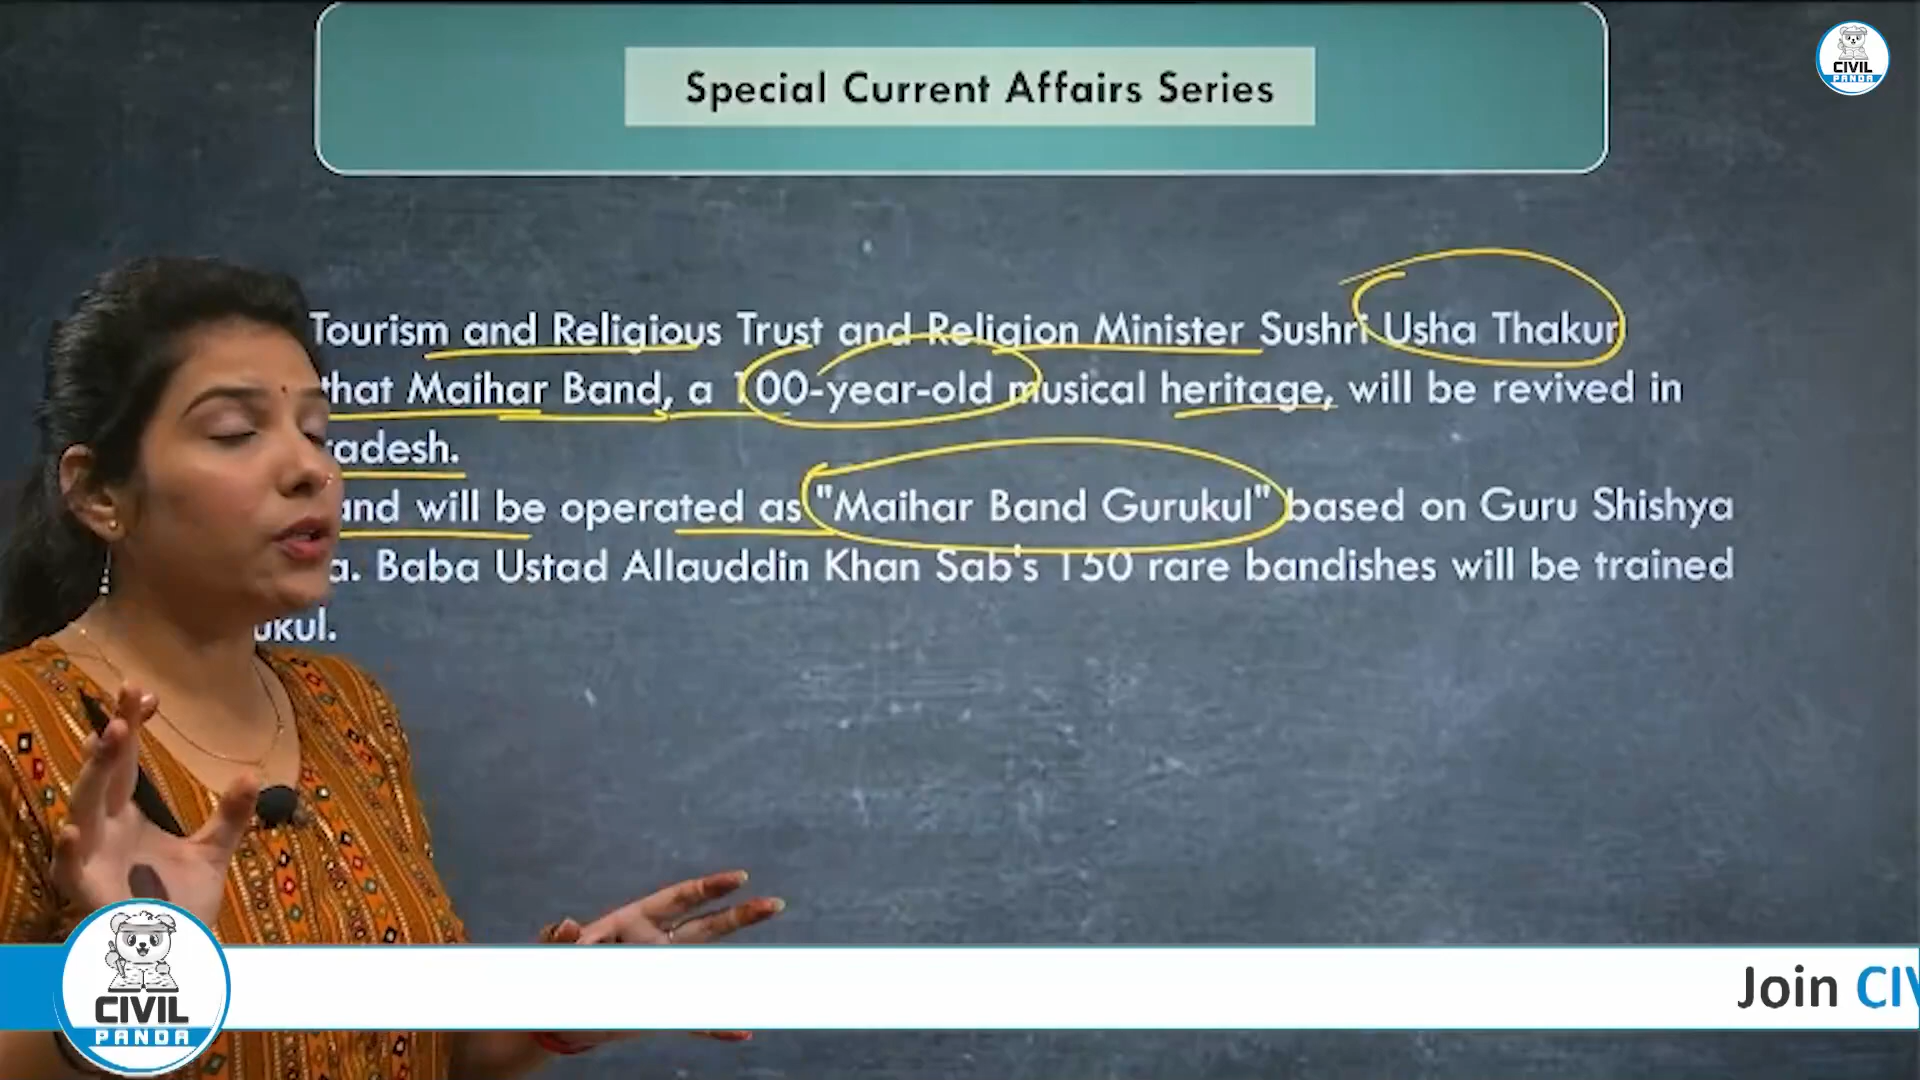 Special Current Affairs Series
CIVIL
PANDA
Tourism and Religious Trust and Religion Minister Sushri Usha Thakur
that Maihar Band, a 100-year-old musical heritage, will be revived in
adesh.
and will be operated as "Maihar Band Gurukul" based on Guru Shishya
a. Baba Ustad Allauddin Khan Sab's 150 rare bandishes will be trained
ukul.
Join CIV
CIVIL
PANDA